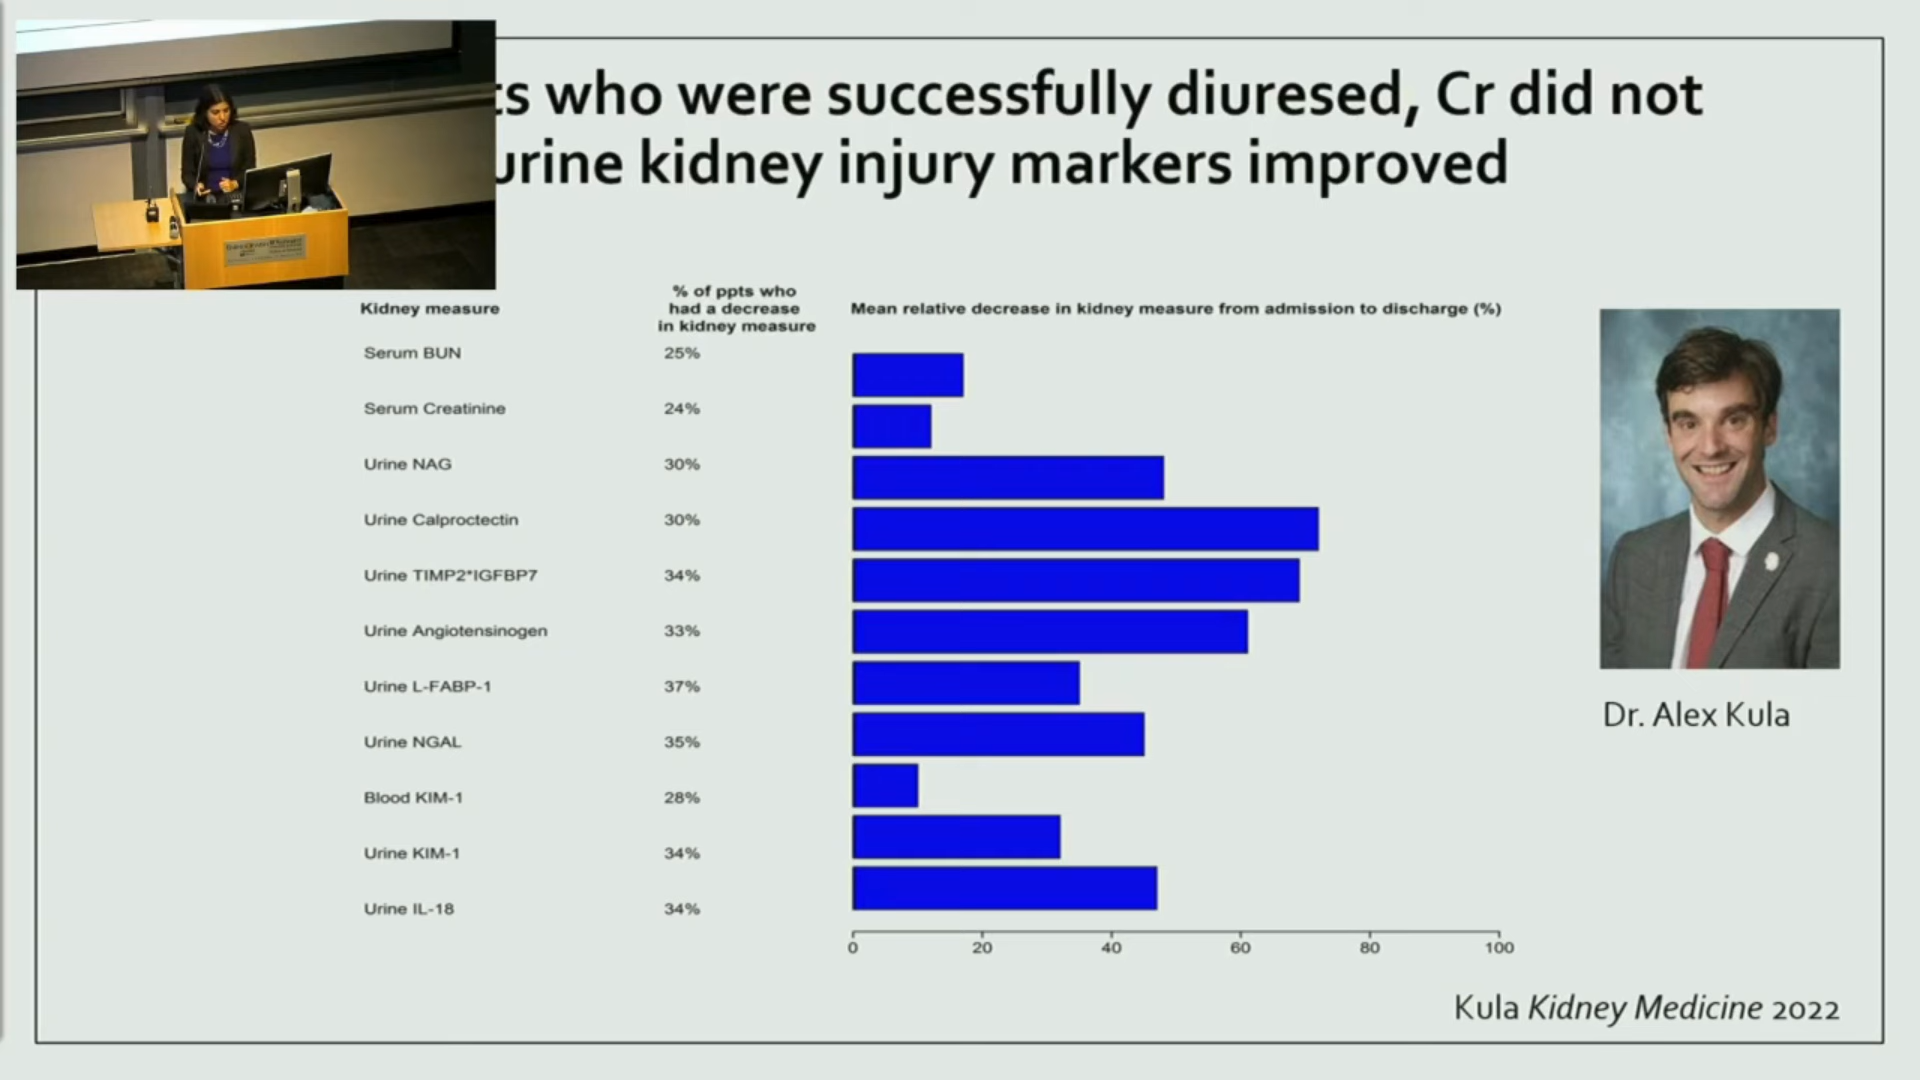 who were successfully diuresed, Cr did not
urine kidney injury markers improved
Kidney measure
% of ppts who
had a decrease
in kidney measure
Mean relative decrease in kidney measure from admission to discharge (%)
Serum BUN 25%
Serum Creatinine 24%
Urine NAG 30%
Urine Calproctectin 30%
Urine TIMP2*IGFBP7 34%
Urine Angiotensinogen 33%
Urine L-FABP-1 37%
Urine NGAL 35%
Blood KIM-1 28%
Urine KIM-1 34%
Urine IL-18 34%
0 20 40 60 80 100
Dr. Alex Kula
Kula Kidney Medicine 2022